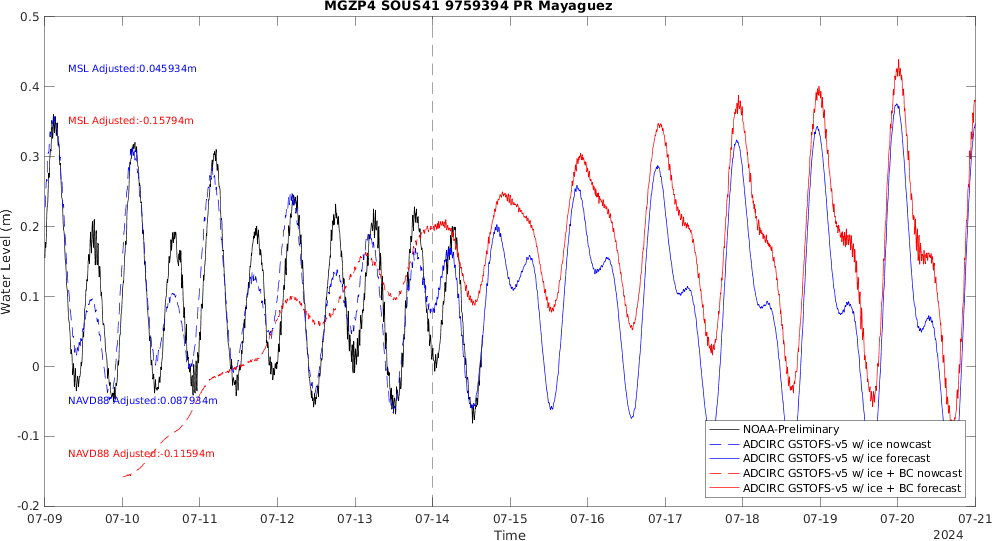 MGZP4 SOUS41 9759394 PR Mayaguez
0.5
0.4
0.3
0.2
0.1
0
-0.1
-0.2
Water Level (m)
MSL Adjusted:0.045934m
MSL Adjusted:-0.15794m
NAVD88 Adjusted:0.087934m
NAVD88 Adjusted:-0.11594m
NOAA-Preliminary
ADCIRC GSTOFS-v5 w/ ice nowcast
ADCIRC GSTOFS-v5 w/ ice forecast
ADCIRC GSTOFS-v5 w/ ice + BC nowcast
ADCIRC GSTOFS-v5 w/ ice + BC forecast
07-09 07-10 07-11 07-12 07-13 07-14 07-15 07-16 07-17 07-18 07-19 07-20 07-21
Time
2024